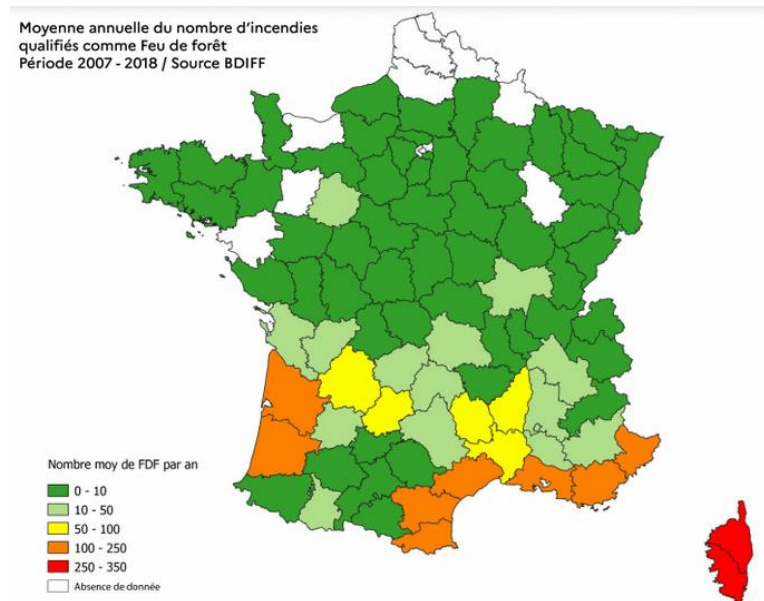 Moyenne annuelle du nombre d'incendies
qualifiés comme Feu de forêt
Période 2007 - 2018 / Source BDIFF
Nombre moy de FDF par an
0 - 10
10 - 50
50 - 100
100 - 250
250 - 350
Absence de donnée